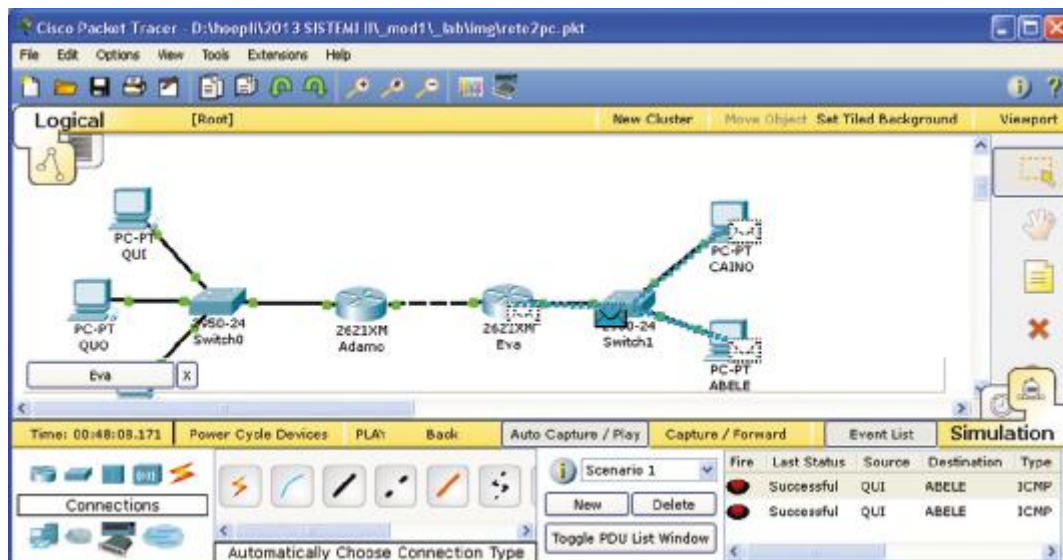 Cisco Packet Tracer - D:\hoepli\2013 SISTEMI II\_mod1\_lab\img\rete2pc.pkt
File Edit Options View Tools Extensions Help
Logical [Root] New Cluster Move Object Set Tiled Background Viewport
PC-PT
QUI
PC-PT
QUO
2950-24
Switch0
2621XM
Adamo
2621XM
Eva
2950-24
Switch1
PC-PT
CAINO
PC-PT
ABELE
Eva X
Time: 00:48:08.171 Power Cycle Devices PLAY Back Auto Capture / Play Capture / Forward Event List Simulation
Connections
Automatically Choose Connection Type
Scenario 1
New Delete
Toggle PDU List Window
Fire Last Status Source Destination Type
Successful QUI ABELE ICMP
Successful QUI ABELE ICMP